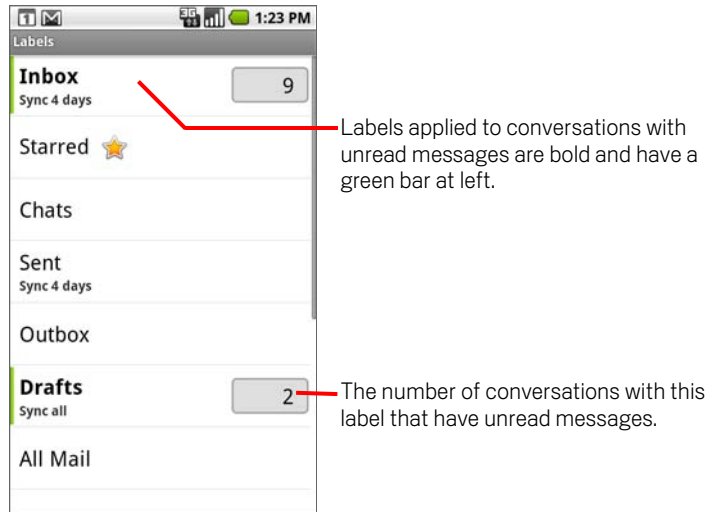 1 3G 1:23 PM
Labels
Inbox 9
Sync 4 days
Labels applied to conversations with
unread messages are bold and have a
green bar at left.
Starred
Chats
Sent
Sync 4 days
Outbox
Drafts 2
Sync all
The number of conversations with this
label that have unread messages.
All Mail